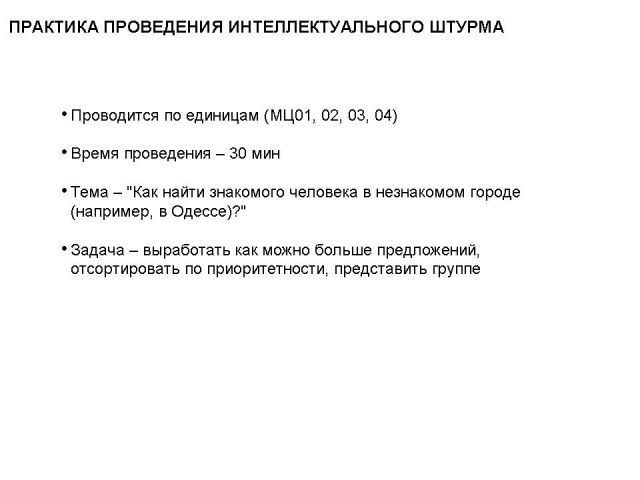 ПРАКТИКА ПРОВЕДЕНИЯ ИНТЕЛЛЕКТУАЛЬНОГО ШТУРМА
• Проводится по единицам (МЦ01, 02, 03, 04)
• Время проведения – 30 мин
• Тема – "Как найти знакомого человека в незнакомом городе
(например, в Одессе)?"
• Задача – выработать как можно больше предложений,
отсортировать по приоритетности, представить группе